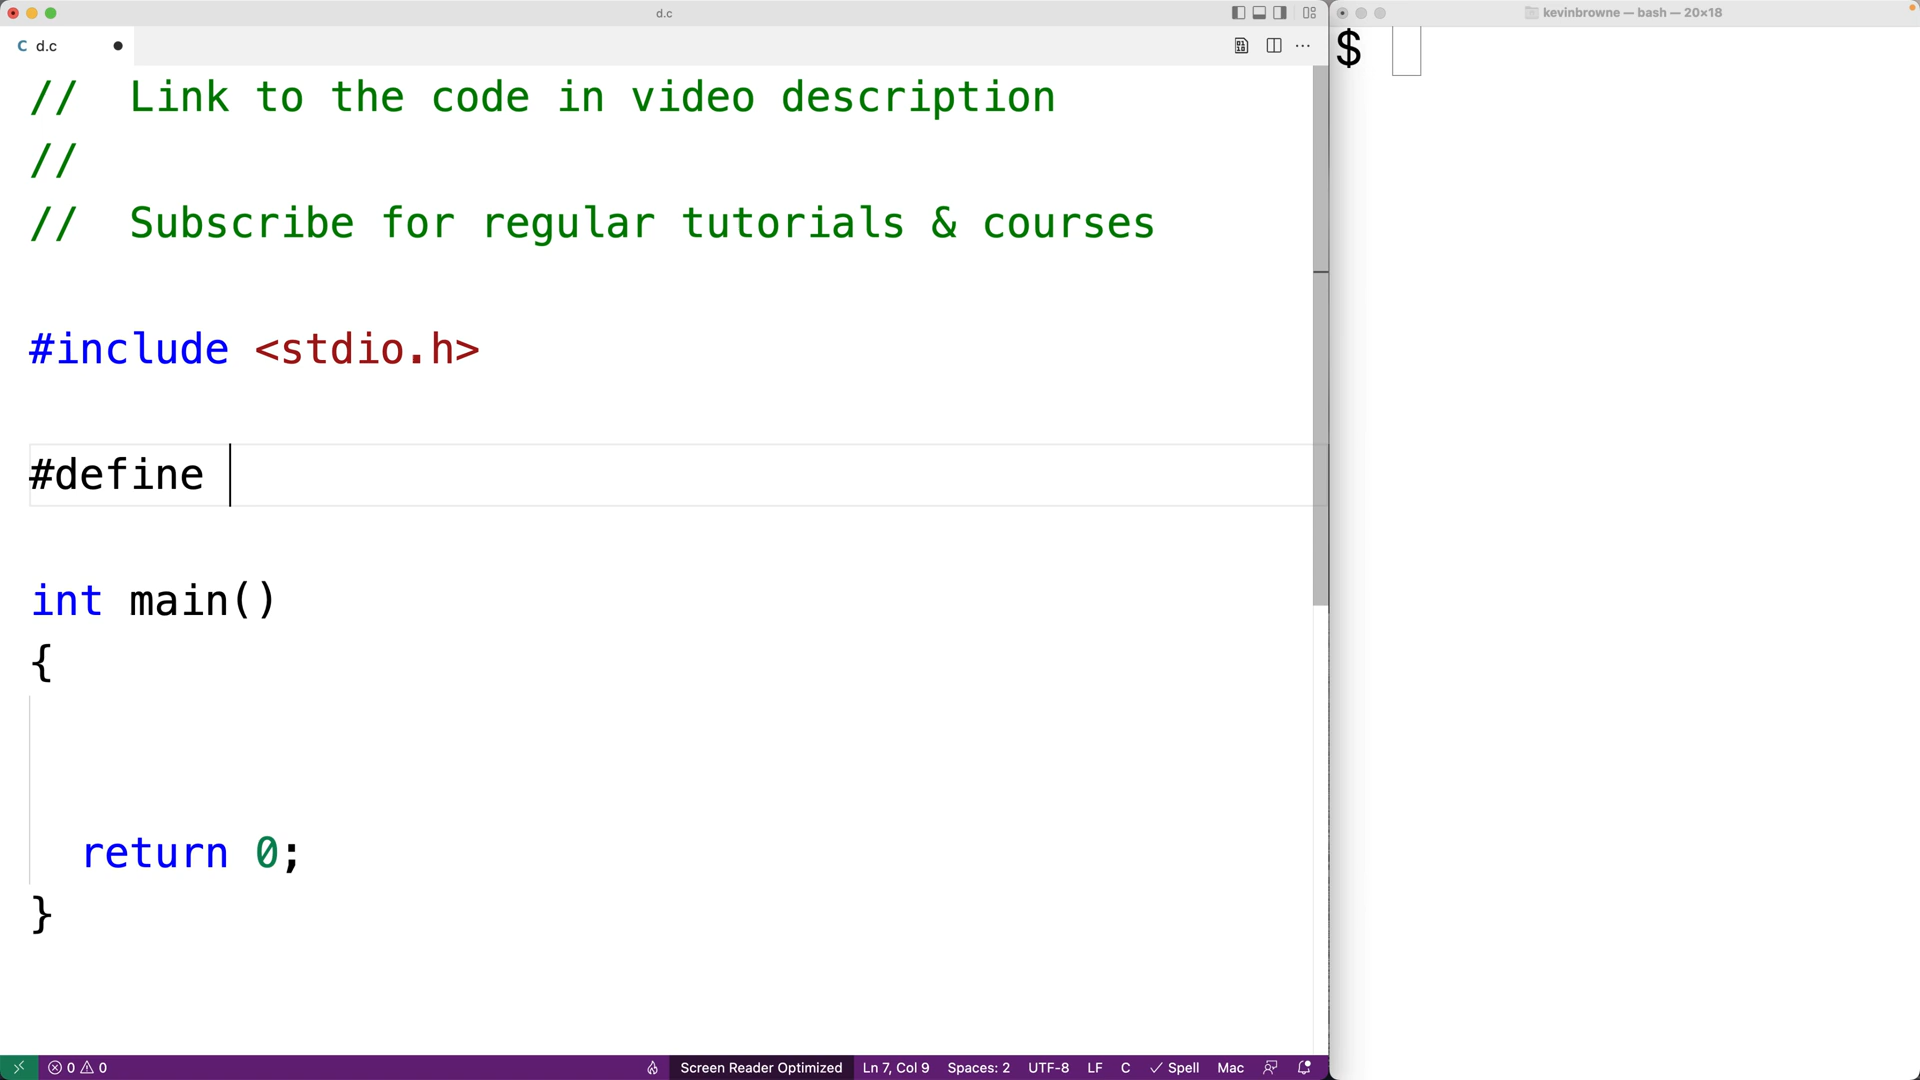 d.c
C d.c
// Link to the code in video description
//
// Subscribe for regular tutorials & courses
#include <stdio.h>
#define
int main()
{
return 0;
}
0 0
Screen Reader Optimized Ln 7, Col 9 Spaces: 2 UTF-8 LF C Spell Mac
kevinbrowne — bash — 20×18
$